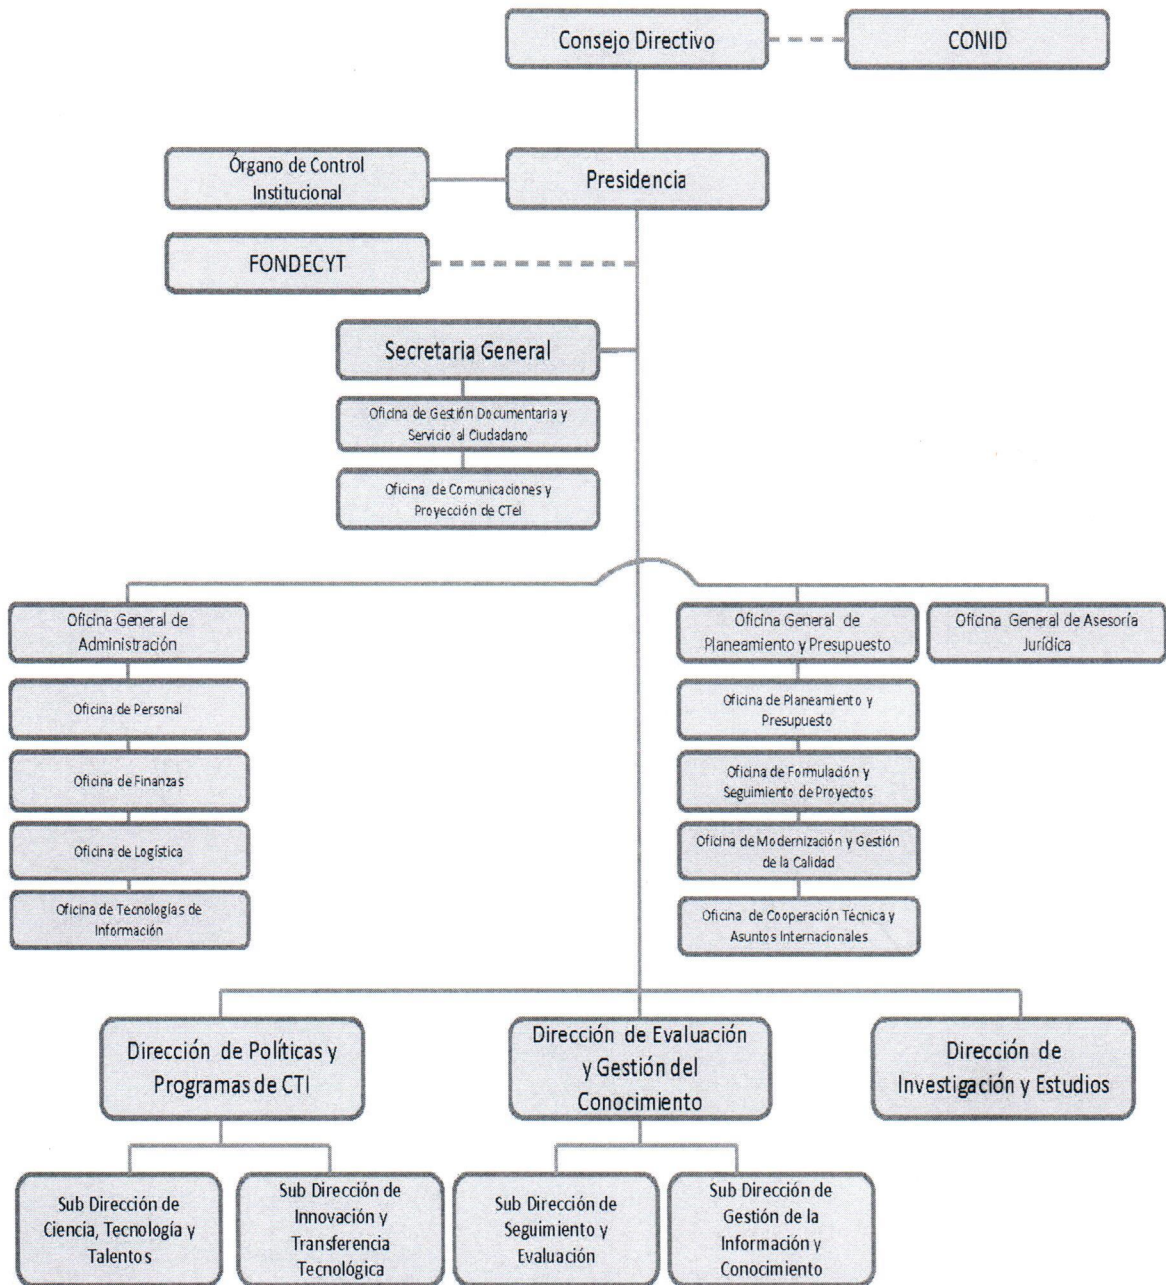 Consejo Directivo
CONID
Órgano de Control
Institucional
Presidencia
FONDECYT
Secretaria General
Oficina de Gestión Documentaria y
Servicio al Ciudadano
Oficina de Comunicaciones y
Proyección de CTeI
Oficina General de
Administración
Oficina de Personal
Oficina de Finanzas
Oficina de Logística
Oficina de Tecnologías de
Información
Oficina General de
Planeamiento y Presupuesto
Oficina de Planeamiento y
Presupuesto
Oficina de Formulación y
Seguimiento de Proyectos
Oficina de Modernización y Gestión
de la Calidad
Oficina de Cooperación Técnica y
Asuntos Internacionales
Oficina General de Asesoría
Jurídica
Dirección de Políticas y
Programas de CTI
Dirección de Evaluación
y Gestión del
Conocimiento
Dirección de
Investigación y Estudios
Sub Dirección de
Ciencia, Tecnología y
Talentos
Sub Dirección de
Innovación y
Transferencia
Tecnológica
Sub Dirección de
Seguimiento y
Evaluación
Sub Dirección de
Gestión de la
Información y
Conocimiento